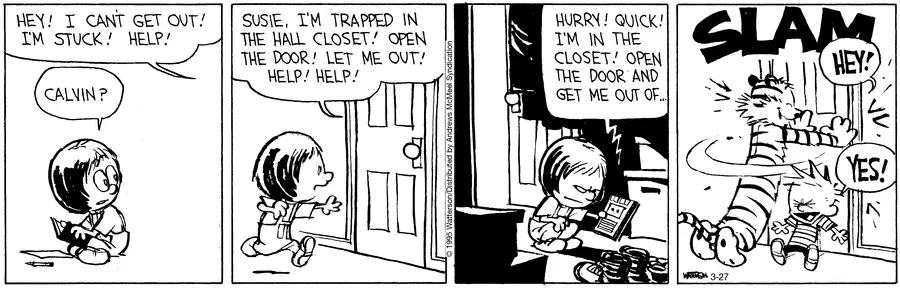 HEY! I CAN'T GET OUT!
I'M STUCK! HELP!
CALVIN?
SUSIE, I'M TRAPPED IN
THE HALL CLOSET! OPEN
THE DOOR! LET ME OUT!
HELP! HELP!
© 1995 Watterson/Distributed by Andrews McMeel Syndication
HURRY! QUICK!
I'M IN THE
CLOSET! OPEN
THE DOOR AND
GET ME OUT OF...
SLAM
HEY!
YES!
WATTERSON 3-27